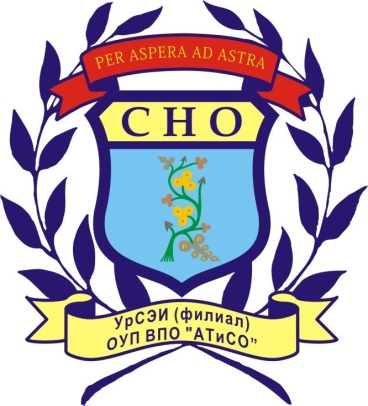 PER ASPERA AD ASTRA
СНО
УрСЭИ (филиал)
ОУП ВПО "АТиСО"